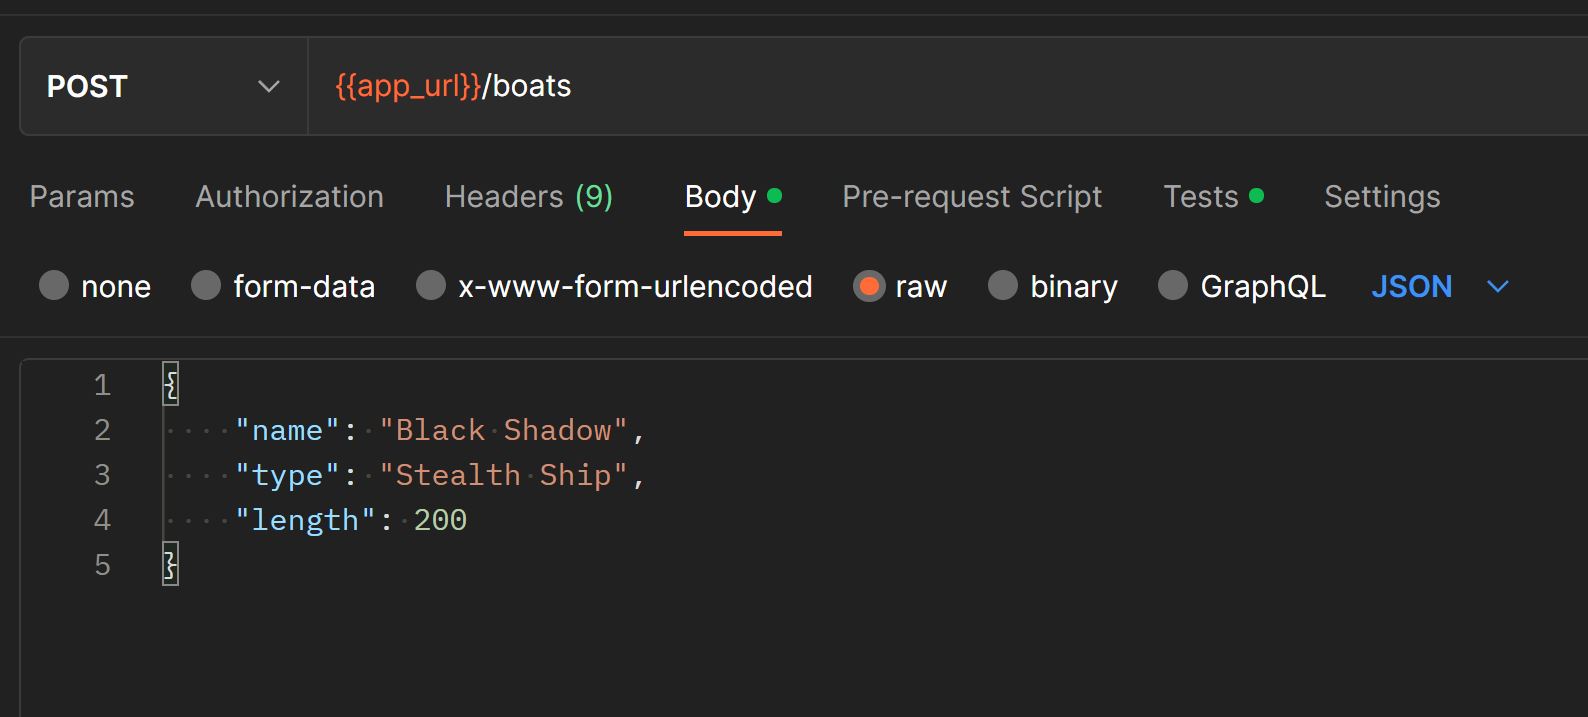 POST {{app_url}}/boats
Params Authorization Headers (9) Body Pre-request Script Tests Settings
none form-data x-www-form-urlencoded raw binary GraphQL JSON
1 {
2 "name": "Black Shadow",
3 "type": "Stealth Ship",
4 "length": 200
5 }